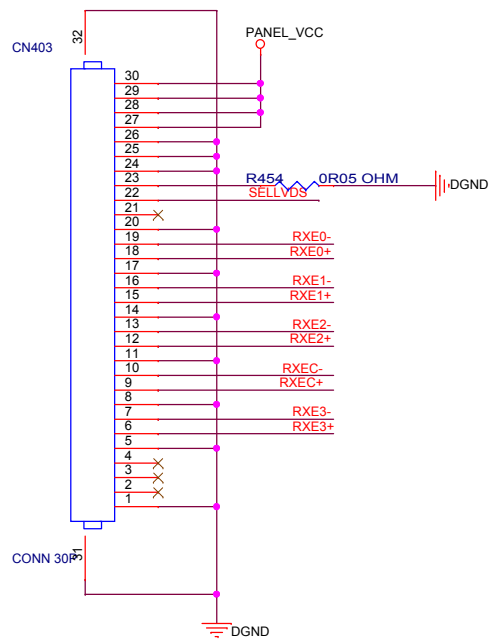 32
PANEL_VCC
CN403
30
29
28
27
26
25
24
23 R454 0R05 OHM DGND
22 SELLVDS
21
20
19 RXE0-
18 RXE0+
17
16 RXE1-
15 RXE1+
14
13 RXE2-
12 RXE2+
11
10 RXEC-
9 RXEC+
8
7 RXE3-
6 RXE3+
5
4
3
2
1
CONN 30P
31
DGND